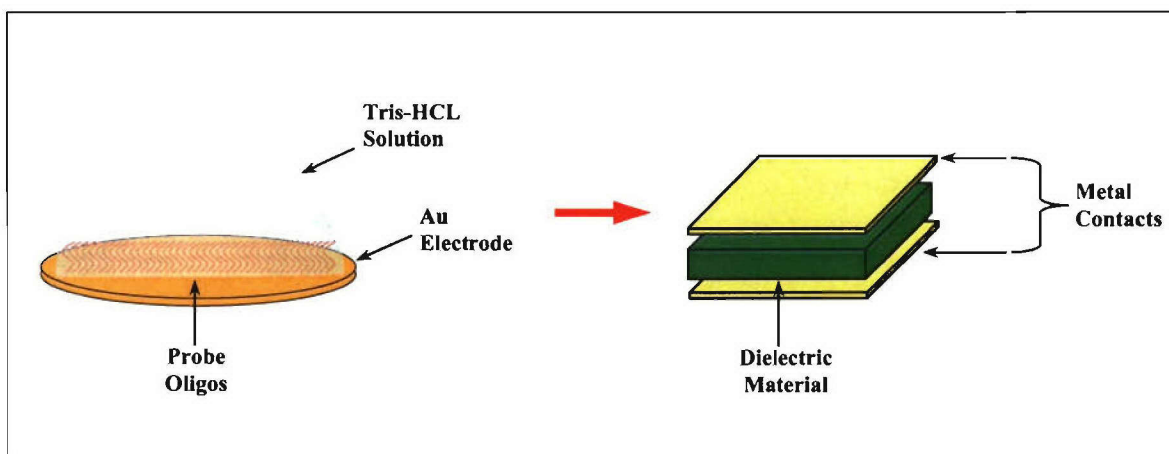 Tris-HCL
Solution
Au
Electrode
Probe
Oligos
Metal
Contacts
Dielectric
Material